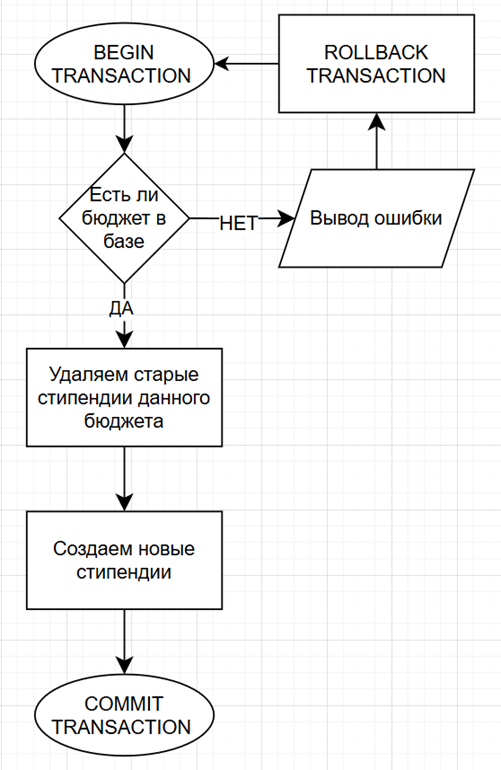 BEGIN
TRANSACTION
ROLLBACK
TRANSACTION
Есть ли
бюджет в
базе
НЕТ
Вывод ошибки
ДА
Удаляем старые
стипендии данного
бюджета
Создаем новые
стипендии
COMMIT
TRANSACTION